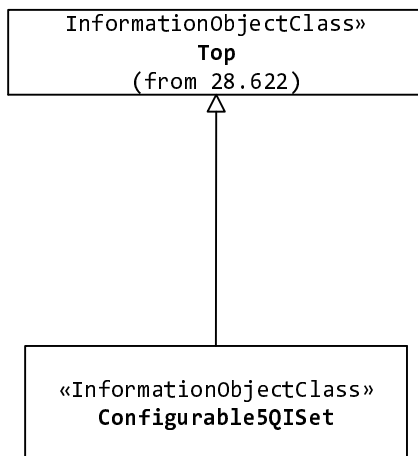 InformationObjectClass»
Top
(from 28.622)
«InformationObjectClass»
Configurable5QISet